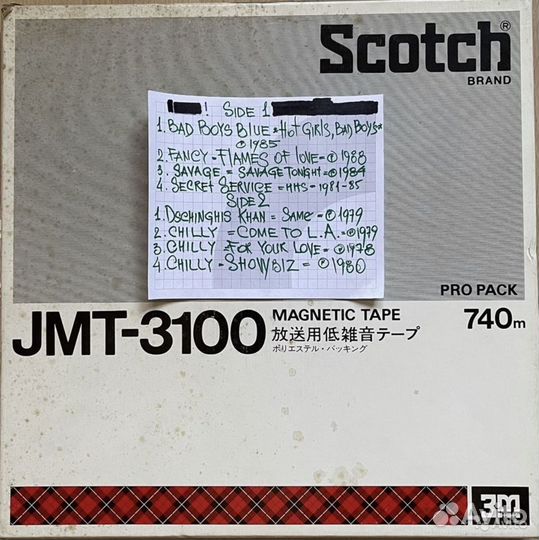 Scotch®
BRAND
! SIDE 1
1. BAD BOYS BLUE "HOT GIRLS, BAD BOYS"
℗ 1985
2. FANCY = FLAMES OF LOVE = ℗ 1988
3. SAVAGE = SAVAGE TONIGHT = ℗ 1984
4. SECRET SERVICE = HITS = 1981-85
SIDE 2
1. DSCHINGHIS KHAN = SAME = ℗ 1979
2. CHILLY = COME TO L.A. = ℗ 1979
3. CHILLY = FOR YOUR LOVE = ℗ 1978
4. CHILLY = SHOWBIZ = ℗ 1980
PRO PACK
JMT-3100 MAGNETIC TAPE 740m
放送用低雑音テープ
ポリエステル・バッキング
3M
Avito